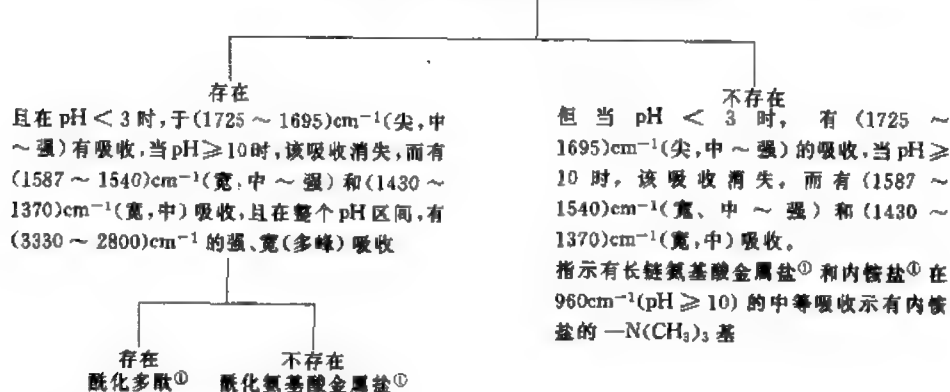 存在
且在 pH < 3 时,于(1725 ~ 1695)cm⁻¹(尖,中
~ 强)有吸收,当pH ≥ 10时,该吸收消失,而有
(1587 ~ 1540)cm⁻¹(宽,中 ~ 强)和(1430 ~
1370)cm⁻¹(宽,中)吸收,且在整个pH区间,有
(3330 ~ 2800)cm⁻¹ 的强、宽(多峰)吸收
存在
酰化多肽①
不存在
酰化氨基酸金属盐①
不存在
但当 pH < 3 时, 有 (1725 ~
1695)cm⁻¹(尖,中 ~ 强)的吸收,当pH ≥
10 时, 该吸收消失, 而有 (1587 ~
1540)cm⁻¹(宽、中 ~ 强) 和 (1430 ~
1370)cm⁻¹(宽,中)吸收。
指示有长链氨基酸金属盐① 和内铵盐① 在
960cm⁻¹(pH ≥ 10) 的中等吸收示有内铵
盐的 —N(CH₃)₃ 基